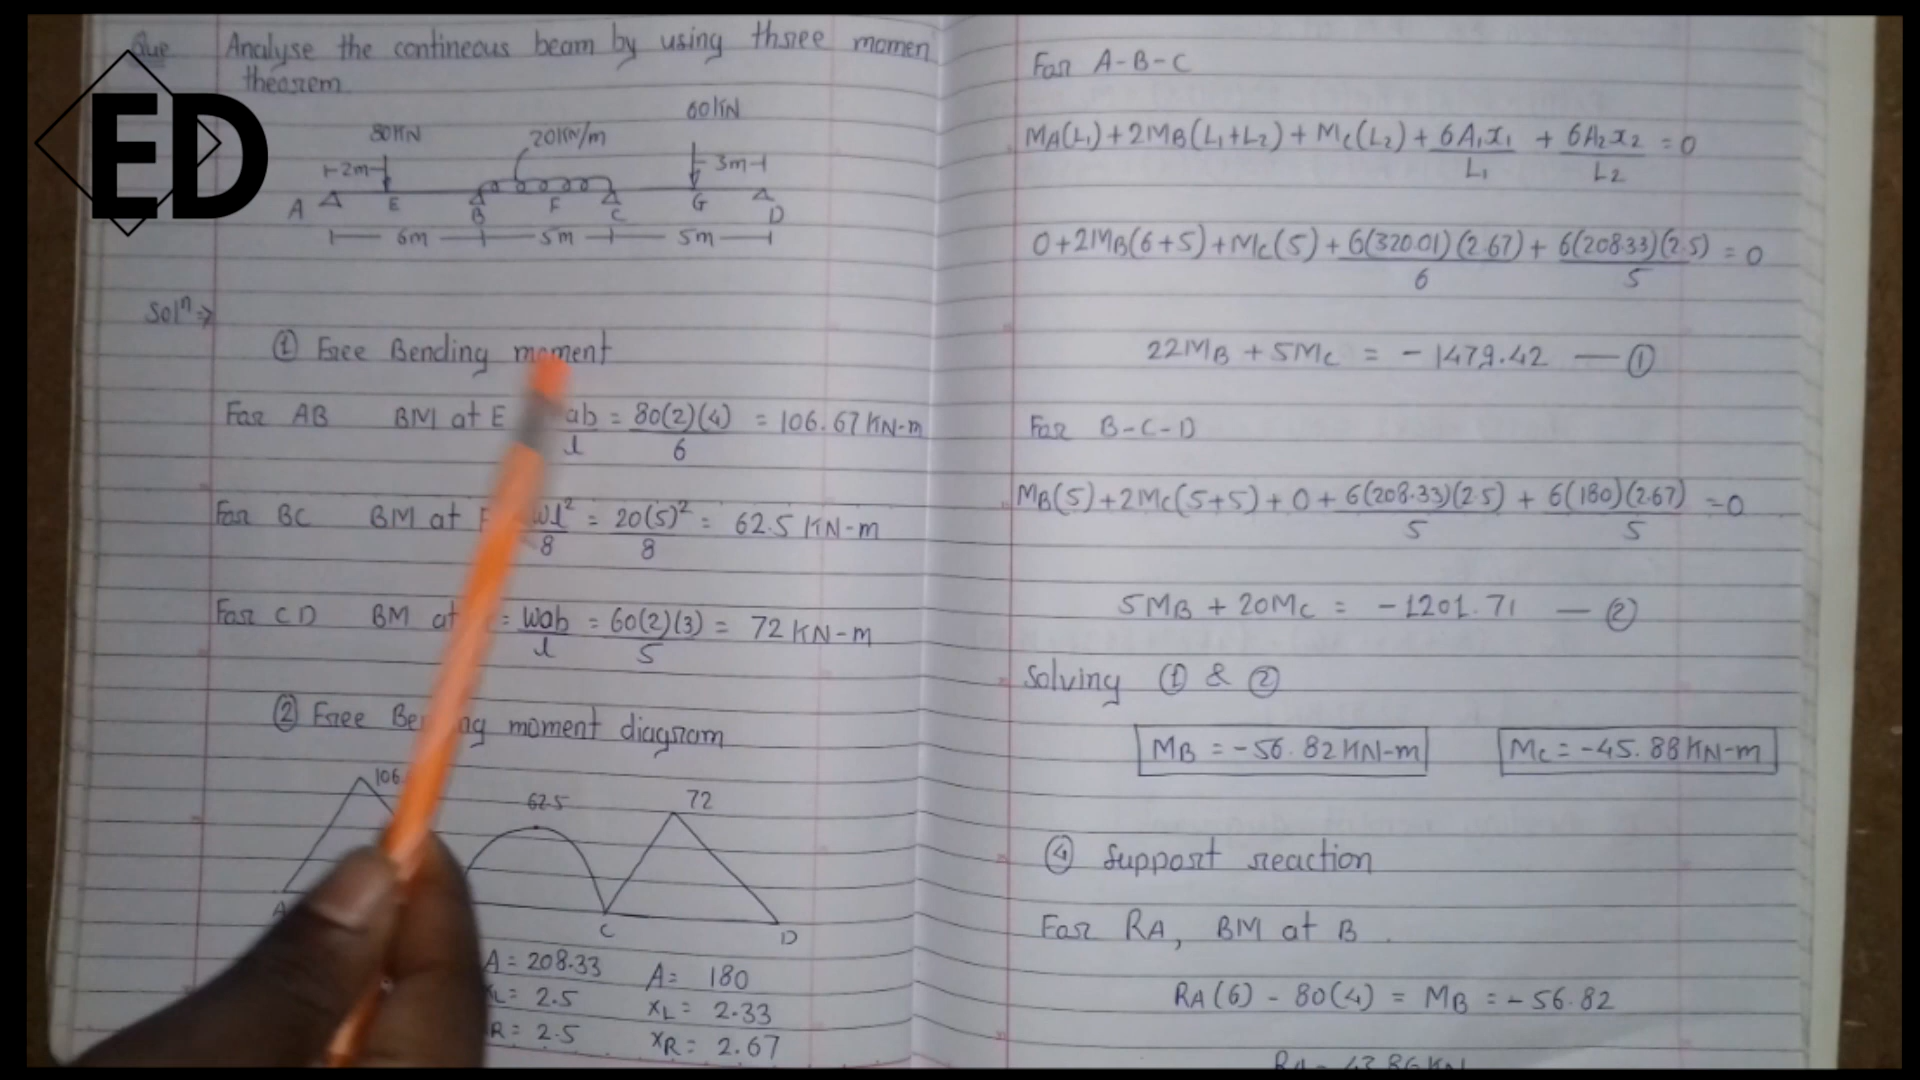 Que Analyse the contineous beam by using three momen
theorem
ED
80KN
20KN/m
60KN
2m
3m
A E B F C G D
6m 5m 5m
Solⁿ ⇒
① Free Bending moment
For AB BM at E ab/l = 80(2)(4)/6 = 106.67 KN-m
For BC BM at wl²/8 = 20(5)²/8 = 62.5 KN-m
For CD BM at = wab/l = 60(2)(3)/5 = 72 KN-m
② Free Bending moment diagram
106 62.5 72
A C D
A = 208.33 A = 180
= 2.5 xL = 2.33
R = 2.5 xR = 2.67
For A-B-C
MA(L1) + 2MB(L1+L2) + Mc(L2) + 6A1x1/L1 + 6A2x2/L2 = 0
0 + 2MB(6+5) + Mc(5) + 6(320.01)(2.67)/6 + 6(208.33)(2.5)/5 = 0
22MB + 5Mc = -1479.42 — ①
For B-C-D
MB(5) + 2Mc(5+5) + 0 + 6(208.33)(2.5)/5 + 6(180)(2.67)/5 = 0
5MB + 20Mc = -1201.71 — ②
Solving ① & ②
MB = -56.82 KN-m Mc = -45.88 KN-m
④ Support reaction
For RA, BM at B
RA(6) - 80(4) = MB = -56.82